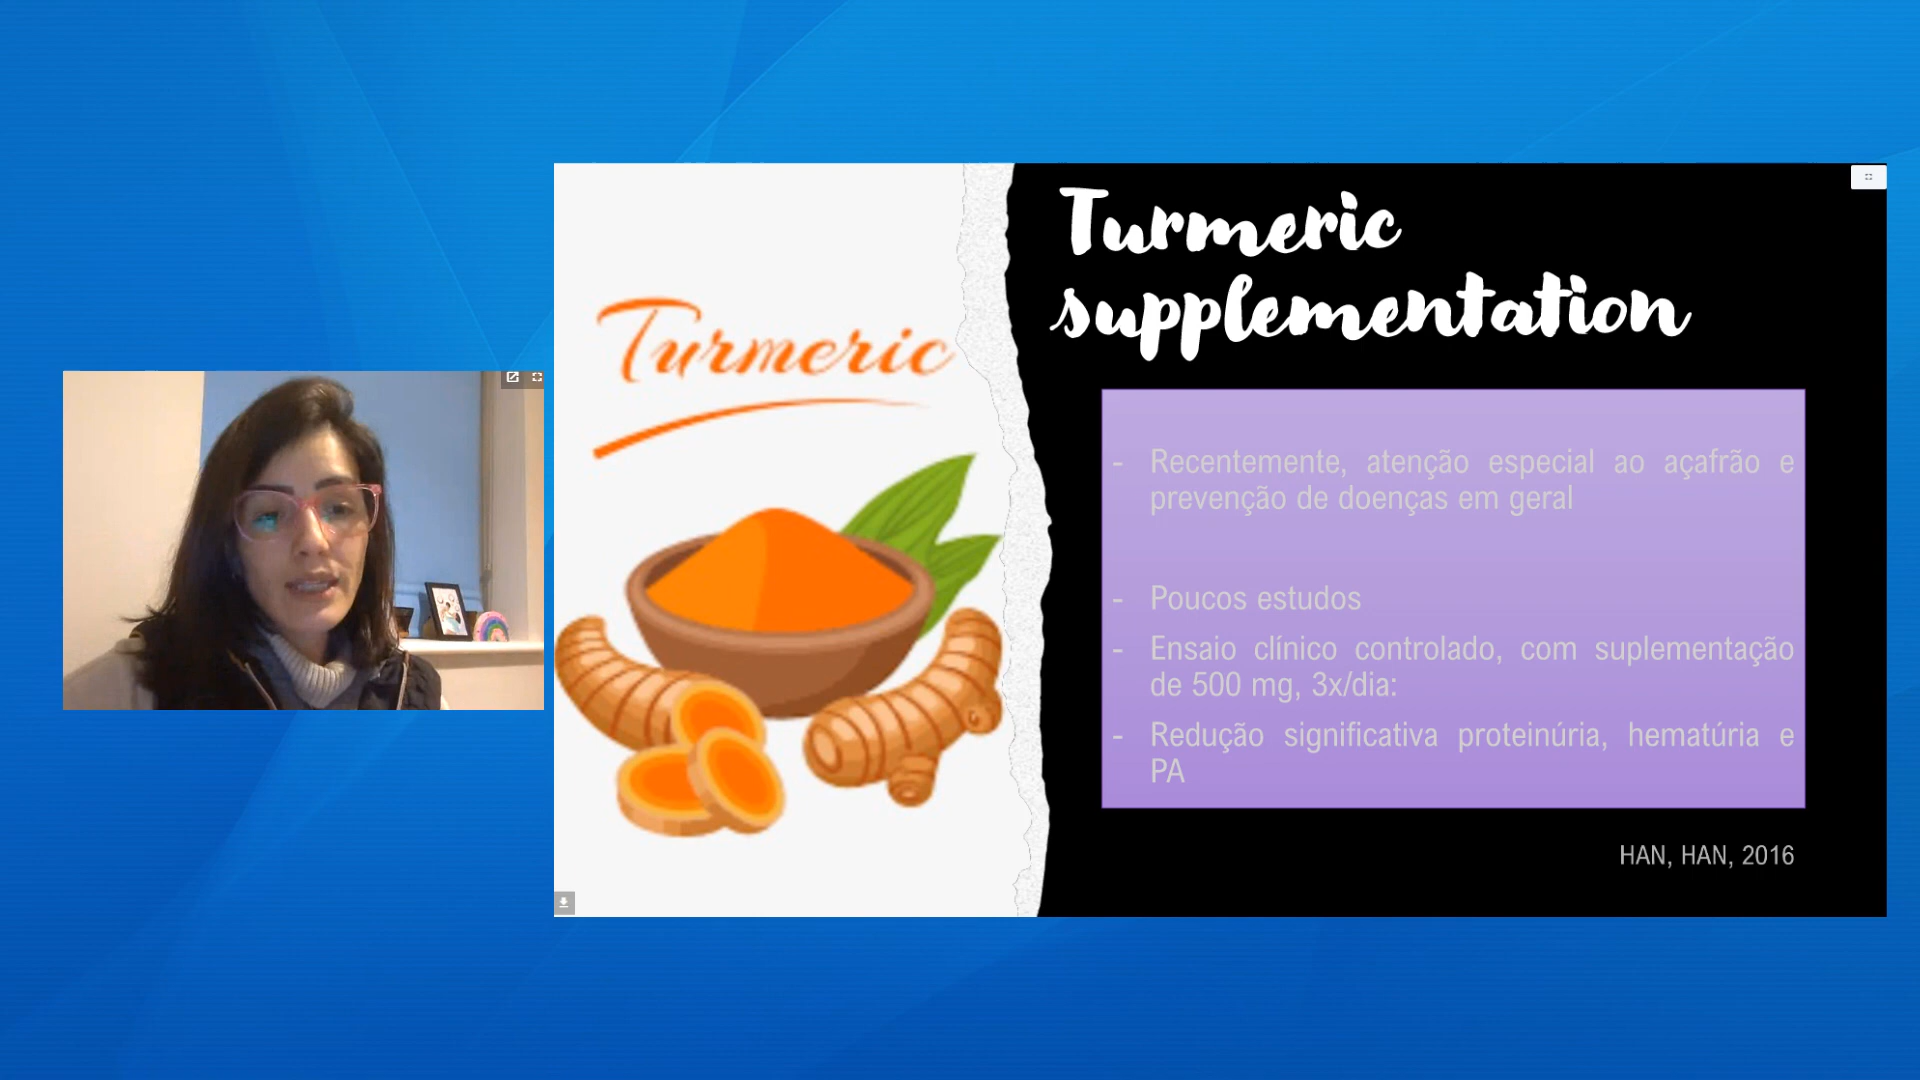 Turmeric
Turmeric
supplementation
- Recentemente, atenção especial ao açafrão e
prevenção de doenças em geral
- Poucos estudos
- Ensaio clínico controlado, com suplementação
de 500 mg, 3x/dia:
- Redução significativa proteinúria, hematúria e
PA
HAN, HAN, 2016